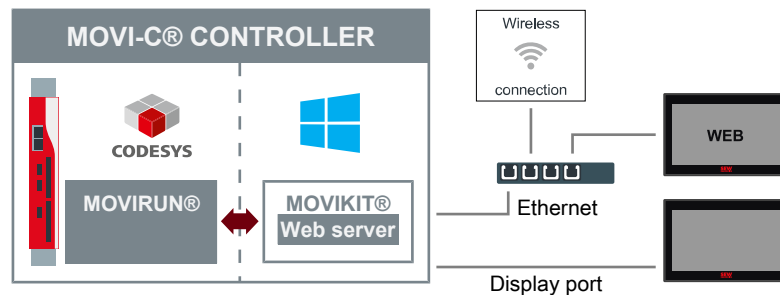 MOVI-C® CONTROLLER
CODESYS
MOVIRUN®
MOVIKIT®
Web server
Wireless
connection
Ethernet
Display port
WEB